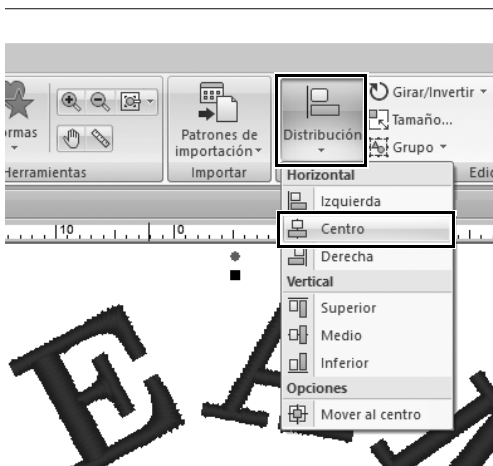 Girar/Invertir
Tamaño...
Grupo
ormas
Patrones de
importación
Distribución
Herramientas
Importar
Edic
Horizontal
Izquierda
Centro
Derecha
Vertical
Superior
Medio
Inferior
Opciones
Mover al centro
10
0
E A